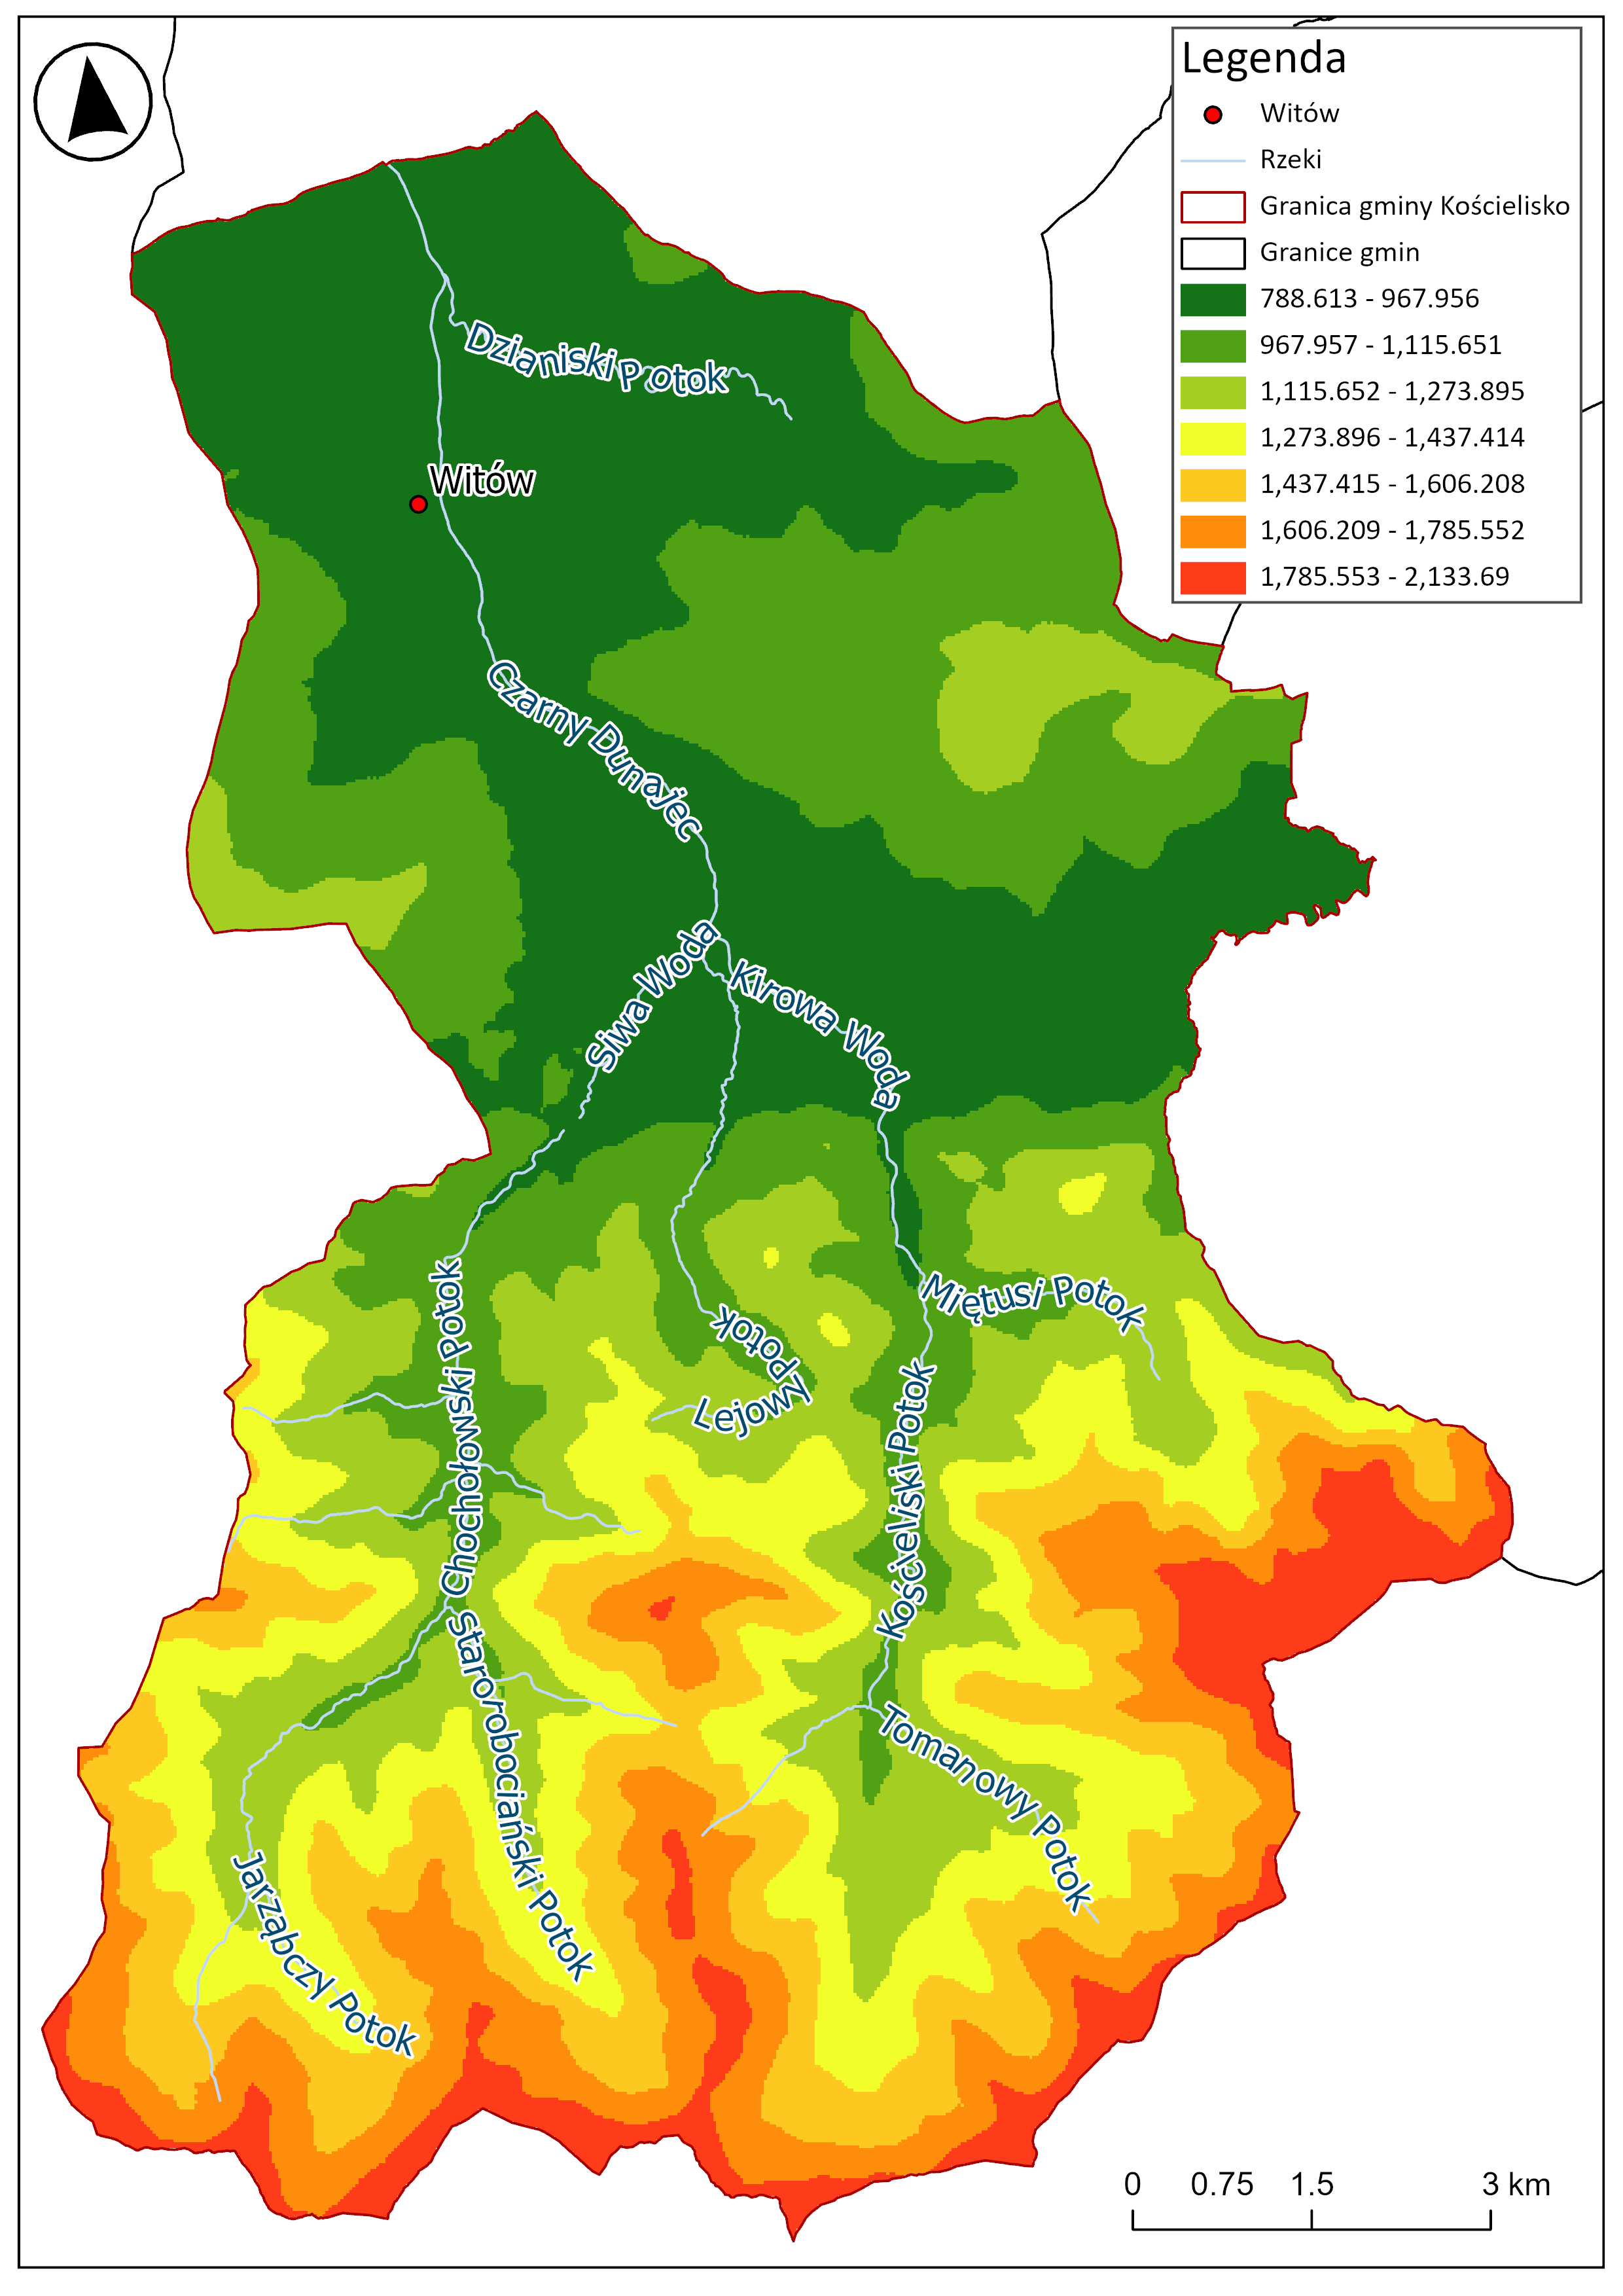 Legenda
Witów
Rzeki
Granica gminy Kościelisko
Granice gmin
788.613 - 967.956
967.957 - 1,115.651
1,115.652 - 1,273.895
1,273.896 - 1,437.414
1,437.415 - 1,606.208
1,606.209 - 1,785.552
1,785.553 - 2,133.69
Dzianiski Potok
Witów
Czarny Dunajec
Siwa Woda
Kirowa Woda
Chochołowski Potok
Miętusi Potok
Lejowy Potok
Kościeliski Potok
Starorobociański Potok
Tomanowy Potok
Jarząbczy Potok
0 0.75 1.5 3 km